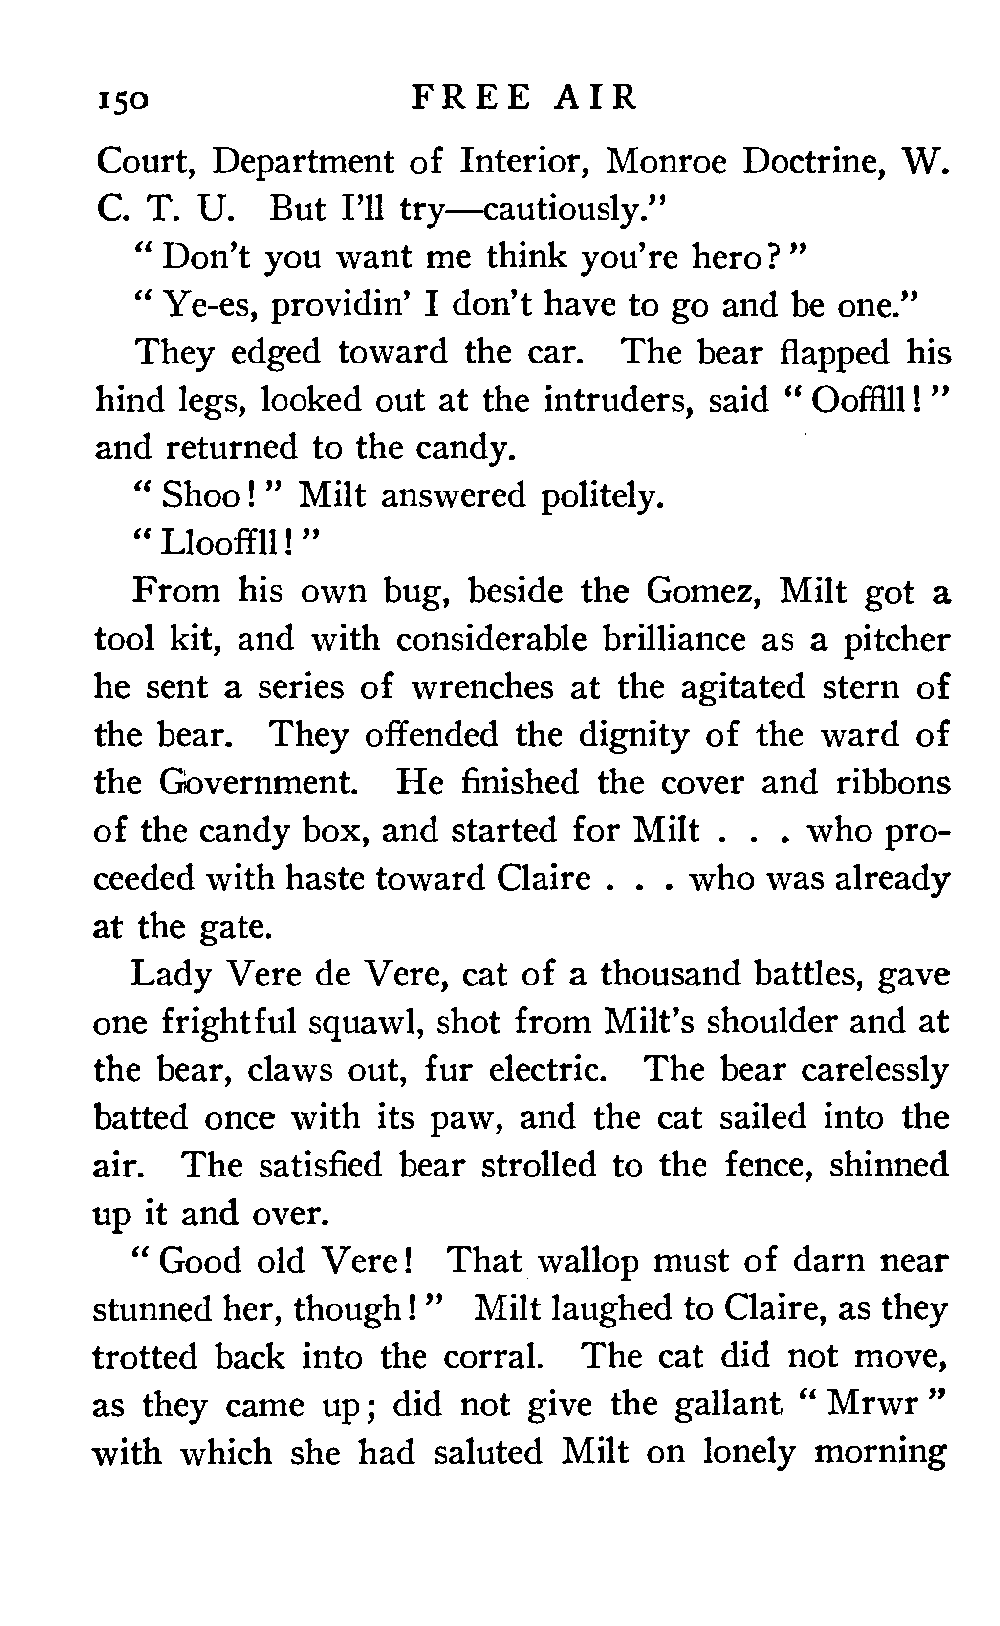 150 FREE AIR
Court, Department of Interior, Monroe Doctrine, W.
C. T. U. But I'll try—cautiously."
"Don't you want me think you're hero?"
"Ye-es, providin' I don't have to go and be one."
They edged toward the car. The bear flapped his
hind legs, looked out at the intruders, said "Ooffllll!"
and returned to the candy.
"Shoo!" Milt answered politely.
"Llooffll!"
From his own bug, beside the Gomez, Milt got a
tool kit, and with considerable brilliance as a pitcher
he sent a series of wrenches at the agitated stern of
the bear. They offended the dignity of the ward of
the Government. He finished the cover and ribbons
of the candy box, and started for Milt . . . who pro-
ceeded with haste toward Claire . . . who was already
at the gate.
Lady Vere de Vere, cat of a thousand battles, gave
one frightful squawl, shot from Milt's shoulder and at
the bear, claws out, fur electric. The bear carelessly
batted once with its paw, and the cat sailed into the
air. The satisfied bear strolled to the fence, shinned
up it and over.
"Good old Vere! That wallop must of darn near
stunned her, though!" Milt laughed to Claire, as they
trotted back into the corral. The cat did not move,
as they came up; did not give the gallant "Mrwr"
with which she had saluted Milt on lonely morning